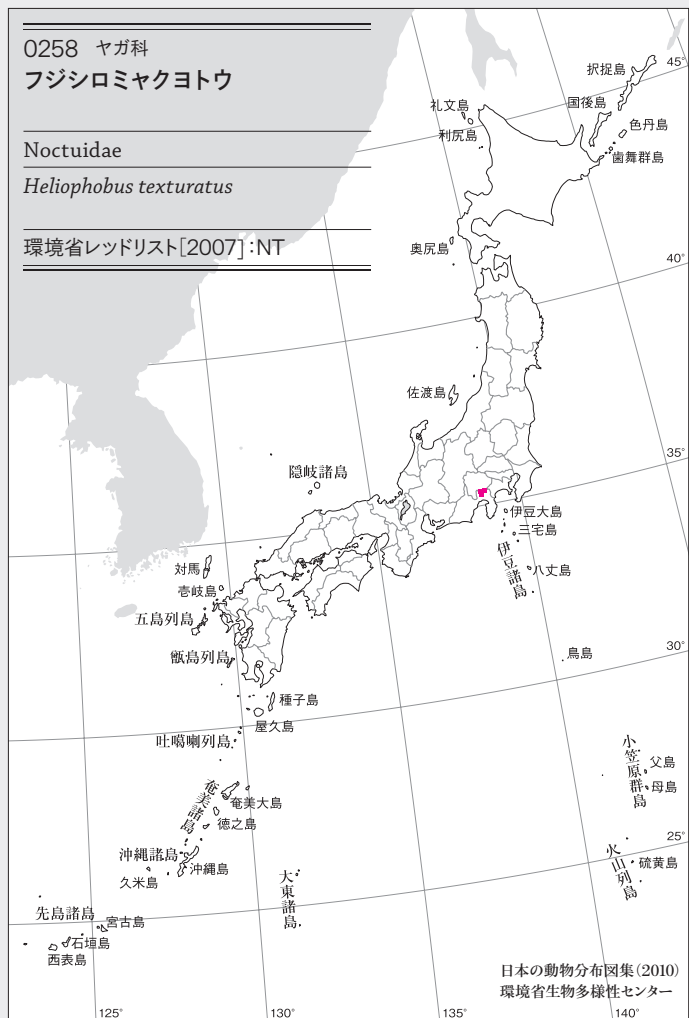 0258 ヤガ科
フジシロミャクヨトウ
Noctuidae
Heliophobus texturatus
環境省レッドリスト[2007]:NT
45°
択捉島
礼文島
国後島
色丹島
利尻島
歯舞群島
奥尻島
40°
佐渡島
35°
隠岐諸島
伊豆大島
三宅島
伊豆諸島
八丈島
対馬
壱岐島
五島列島
甑島列島
鳥島
30°
種子島
屋久島
吐噶喇列島
小笠原群島
父島
母島
奄美諸島
奄美大島
徳之島
25°
沖縄諸島
沖縄島
久米島
火山列島
硫黄島
大東諸島
先島諸島
宮古島
石垣島
西表島
日本の動物分布図集(2010)
環境省生物多様性センター
125°
130°
135°
140°